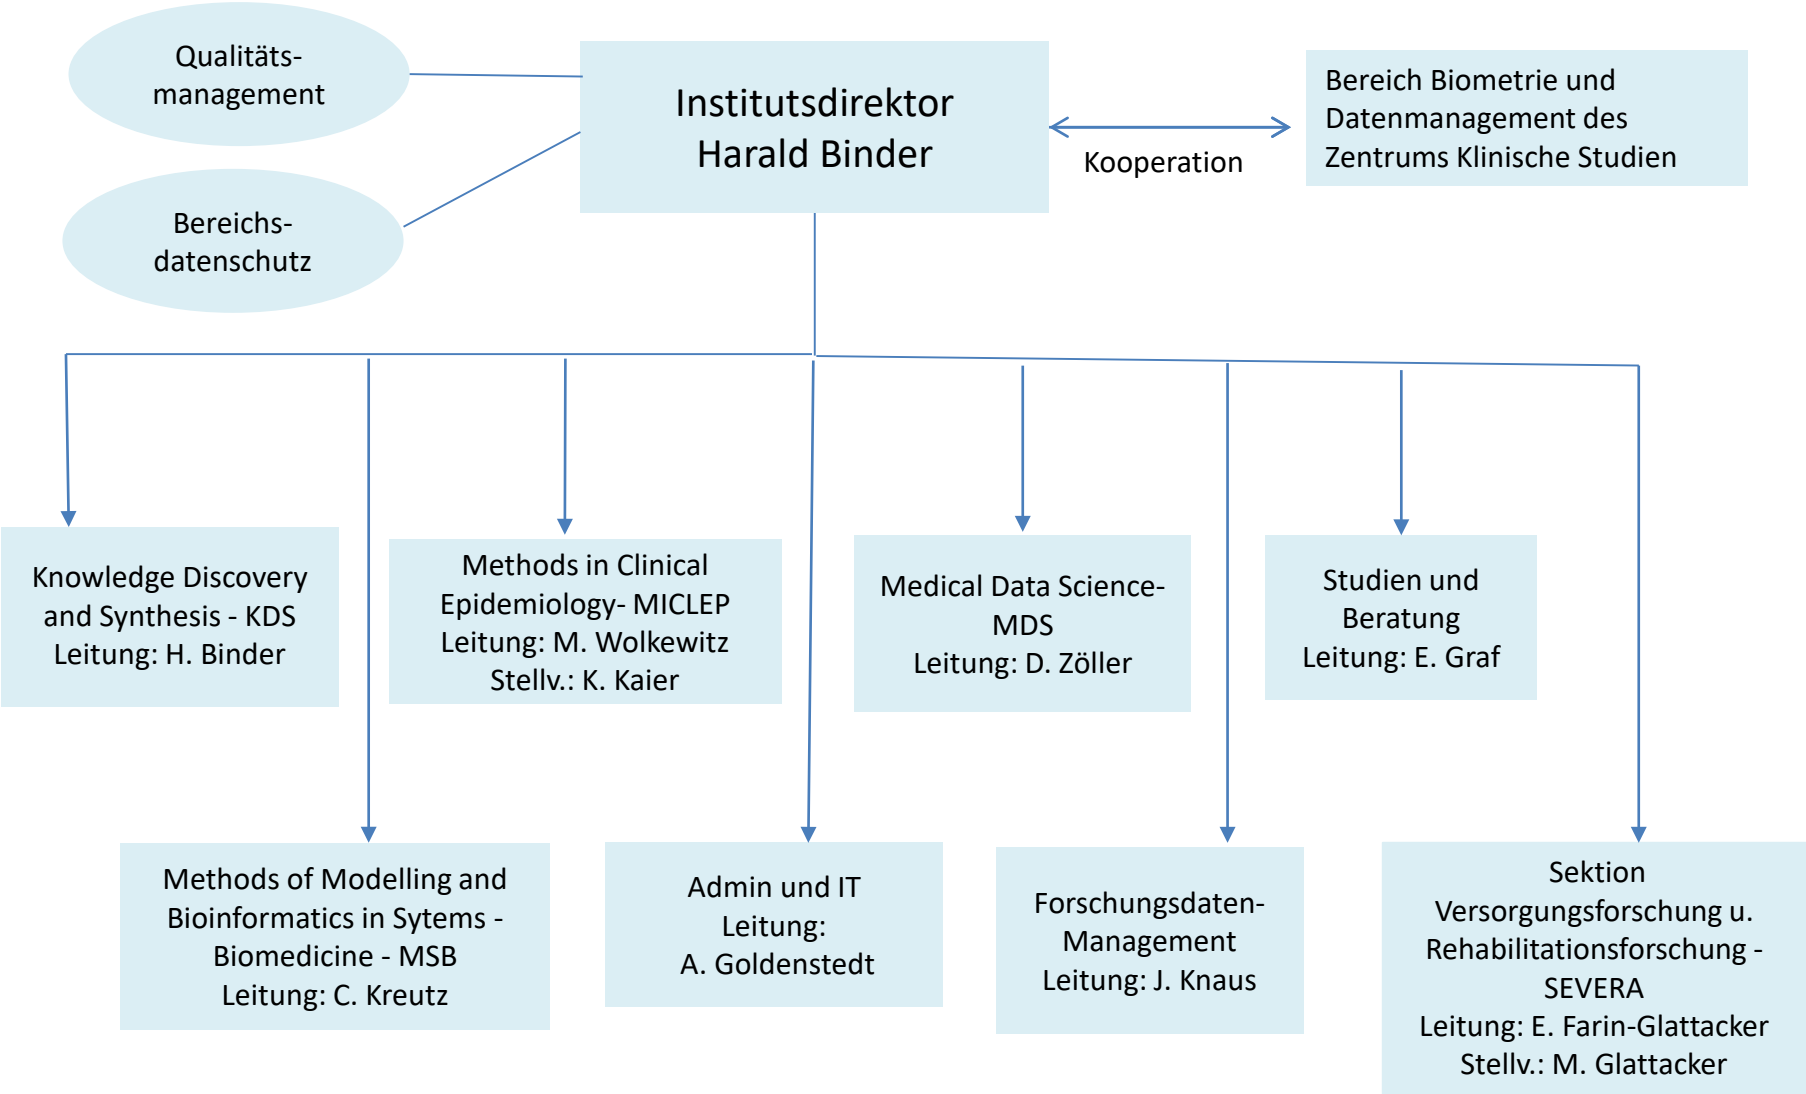 Qualitäts-
management
Institutsdirektor
Harald Binder
Kooperation
Bereich Biometrie und
Datenmanagement des
Zentrums Klinische Studien
Bereichs-
datenschutz
Knowledge Discovery
and Synthesis - KDS
Leitung: H. Binder
Methods in Clinical
Epidemiology- MICLEP
Leitung: M. Wolkewitz
Stellv.: K. Kaier
Medical Data Science-
MDS
Leitung: D. Zöller
Studien und
Beratung
Leitung: E. Graf
Methods of Modelling and
Bioinformatics in Sytems -
Biomedicine - MSB
Leitung: C. Kreutz
Admin und IT
Leitung:
A. Goldenstedt
Forschungsdaten-
Management
Leitung: J. Knaus
Sektion
Versorgungsforschung u.
Rehabilitationsforschung -
SEVERA
Leitung: E. Farin-Glattacker
Stellv.: M. Glattacker